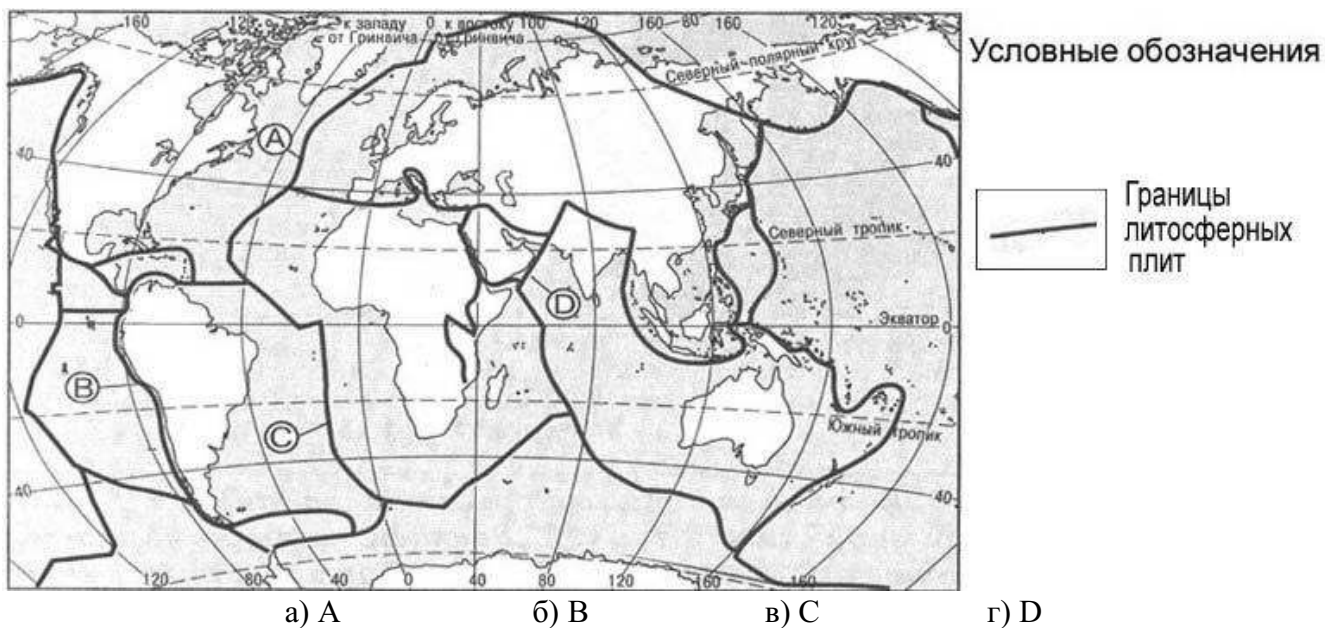 160 120 80 40 к западу 0 к востоку 100 120 160 80 160 120
от Гринвича от Гринвича
Условные обозначения
Северный полярный круг
A
40
40
Границы
литосферных
плит
Северный тропик
D
Экватор
0
0
B
C
Южный тропик
40
40
120 80 40 0 40 80 120 160 160
а) A б) B в) C г) D